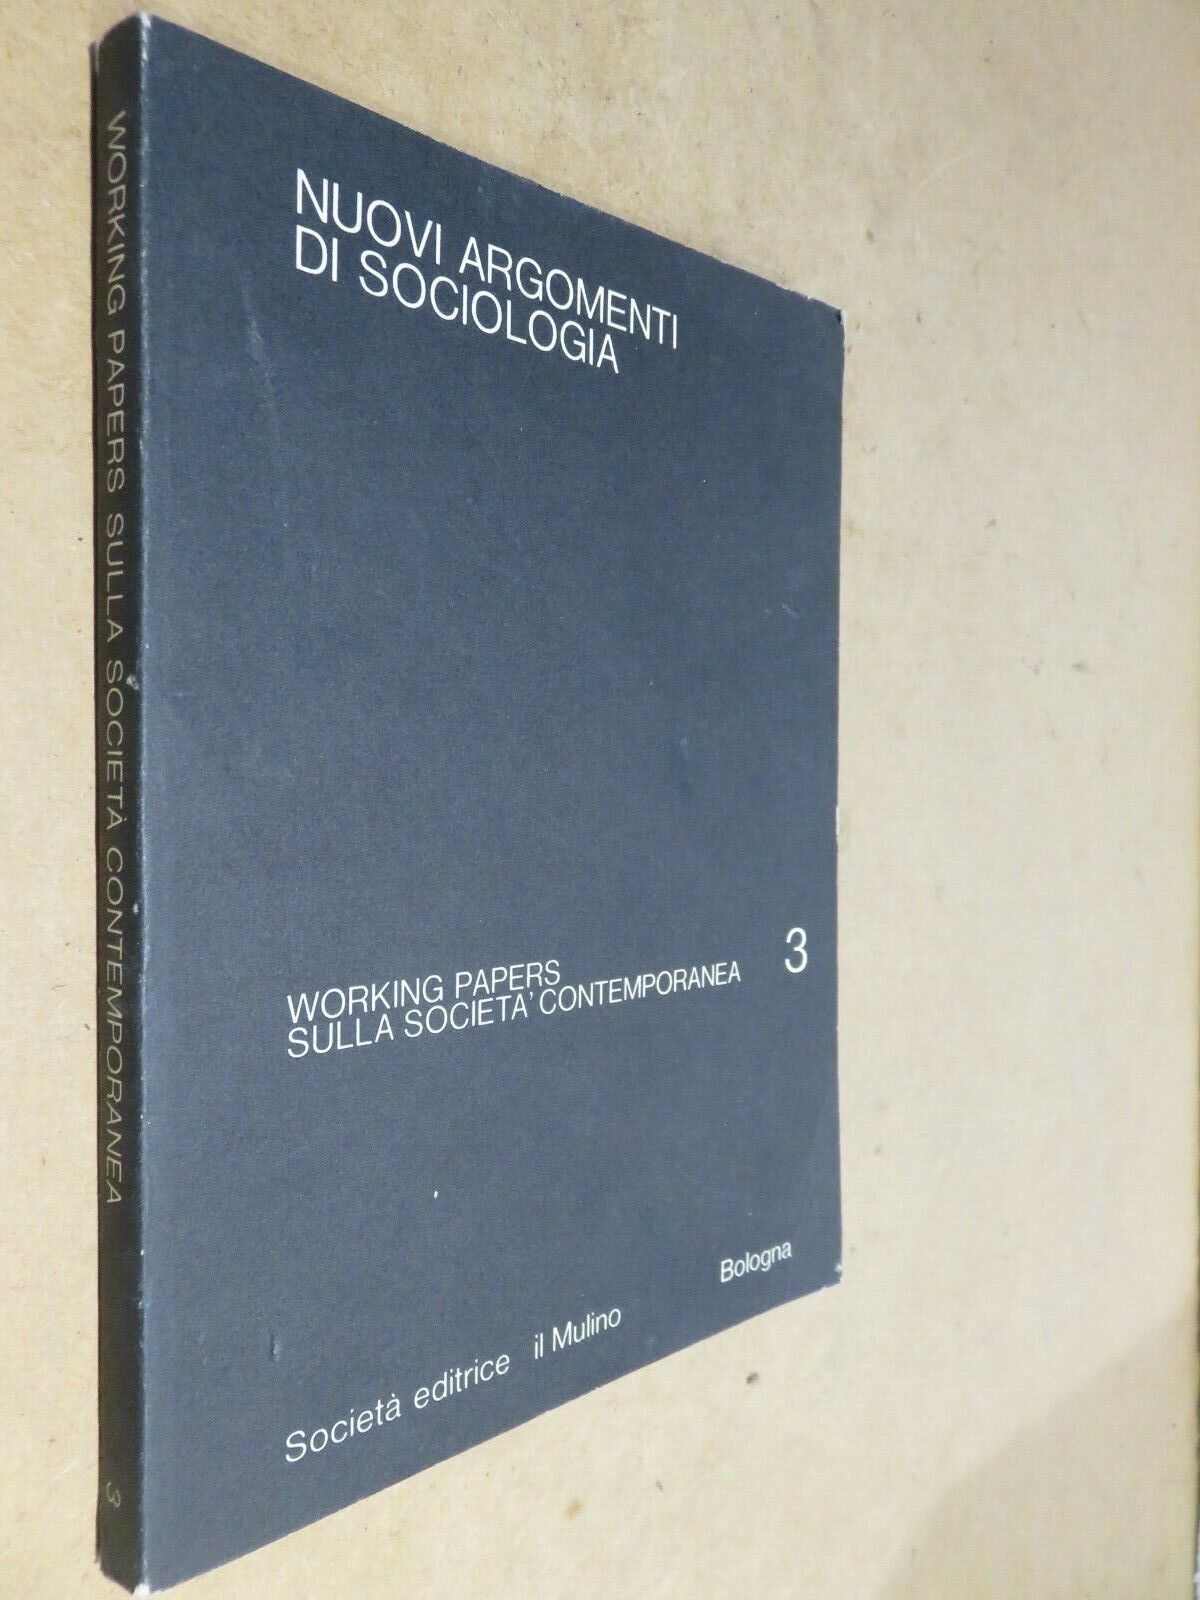 WORKING PAPERS SULLA SOCIETÀ CONTEMPORANEA 3
NUOVI ARGOMENTI
DI SOCIOLOGIA
WORKING PAPERS
SULLA SOCIETA' CONTEMPORANEA 3
Società editrice il Mulino Bologna